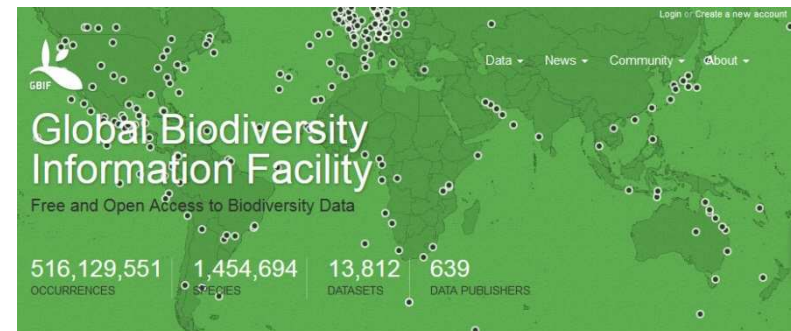 Login or Create a new account
GBIF
Data News Community About
Global Biodiversity
Information Facility
Free and Open Access to Biodiversity Data
516,129,551 1,454,694 13,812 639
OCCURRENCES SPECIES DATASETS DATA PUBLISHERS